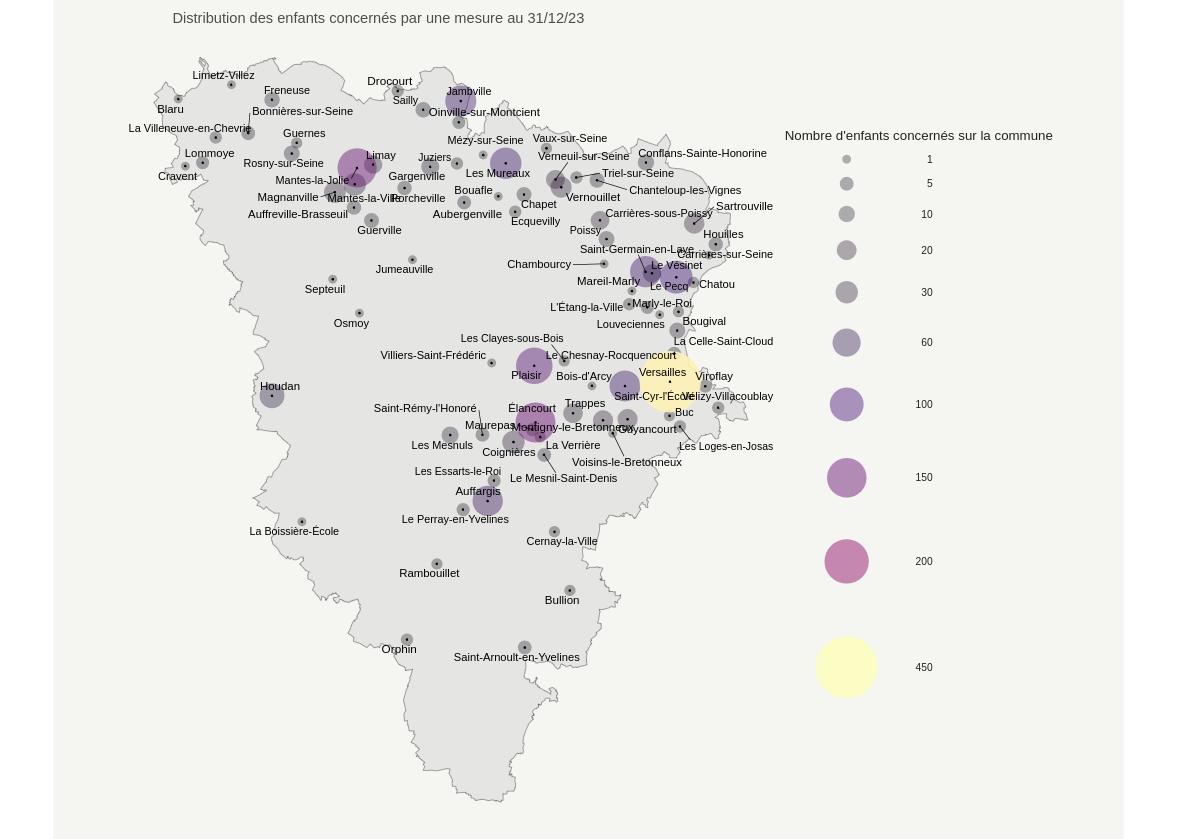 Distribution des enfants concernés par une mesure au 31/12/23
Limetz-Villez
Drocourt
Freneuse
Jambville
Sailly
Blaru
Bonnières-sur-Seine
Oinville-sur-Montcient
La Villeneuve-en-Chevrie
Guernes
Mézy-sur-Seine
Vaux-sur-Seine
Lommoye
Limay
Juziers
Verneuil-sur-Seine
Conflans-Sainte-Honorine
Rosny-sur-Seine
Cravent
Gargenville
Les Mureaux
Triel-sur-Seine
Mantes-la-Jolie
Bouafle
Chanteloup-les-Vignes
Magnanville
Mantes-la-Ville
Porcheville
Chapet
Vernouillet
Sartrouville
Auffreville-Brasseuil
Aubergenville
Ecquevilly
Carrières-sous-Poissy
Guerville
Poissy
Houilles
Saint-Germain-en-Laye
Carrières-sur-Seine
Jumeauville
Chambourcy
Le Vésinet
Septeuil
Mareil-Marly
Le Pecq
Chatou
L'Étang-la-Ville
Marly-le-Roi
Osmoy
Louveciennes
Bougival
Les Clayes-sous-Bois
La Celle-Saint-Cloud
Villiers-Saint-Frédéric
Le Chesnay-Rocquencourt
Plaisir
Bois-d'Arcy
Versailles
Viroflay
Houdan
Saint-Cyr-l'École
Vélizy-Villacoublay
Saint-Rémy-l'Honoré
Élancourt
Trappes
Buc
Maurepas
Montigny-le-Bretonneux
Guyancourt
Les Mesnuls
Coignières
La Verrière
Les Loges-en-Josas
Voisins-le-Bretonneux
Les Essarts-le-Roi
Le Mesnil-Saint-Denis
Auffargis
Le Perray-en-Yvelines
La Boissière-École
Cernay-la-Ville
Rambouillet
Bullion
Orphin
Saint-Arnoult-en-Yvelines
Nombre d'enfants concernés sur la commune
1
5
10
20
30
60
100
150
200
450